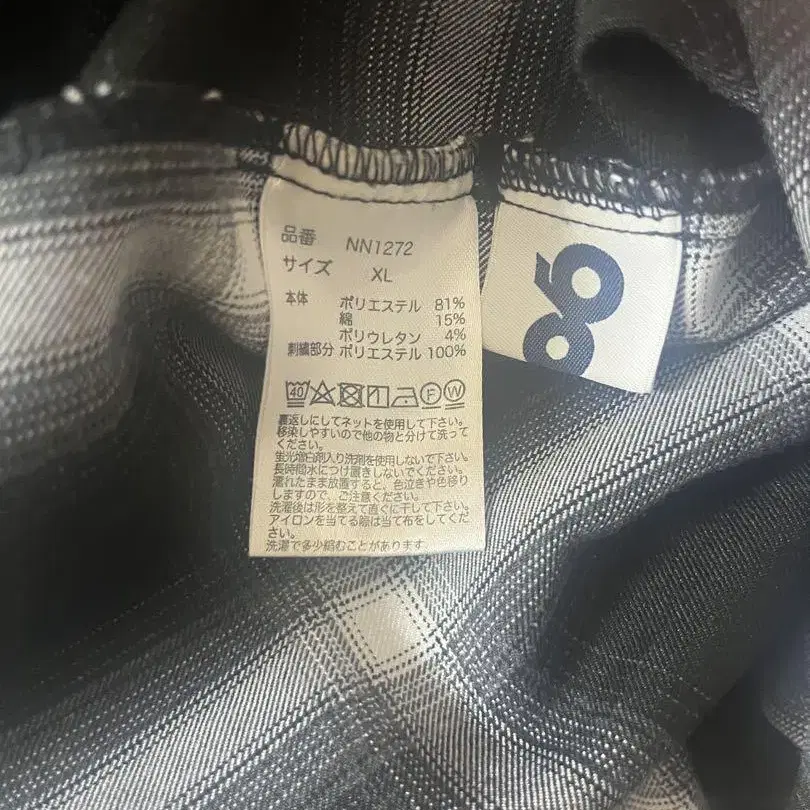 品番 NN1272
サイズ XL
本体 ポリエステル 81%
綿 15%
ポリウレタン 4%
刺繍部分 ポリエステル 100%
40 F W
裏返しにしてネットを使用して下さい。
移染しやすいので他の物と分けて洗って
ください。
蛍光増白剤入り洗剤を使用しないで下さい。
長時間水につけ置きしないでください。
濡れたまま放置すると、色泣きや色移り
しますので、ご注意ください。
洗濯後は形を整えて直ぐに干して下さい。
アイロンを当てる際は当て布をしてくだ
さい。
洗濯で多少縮むことがあります。